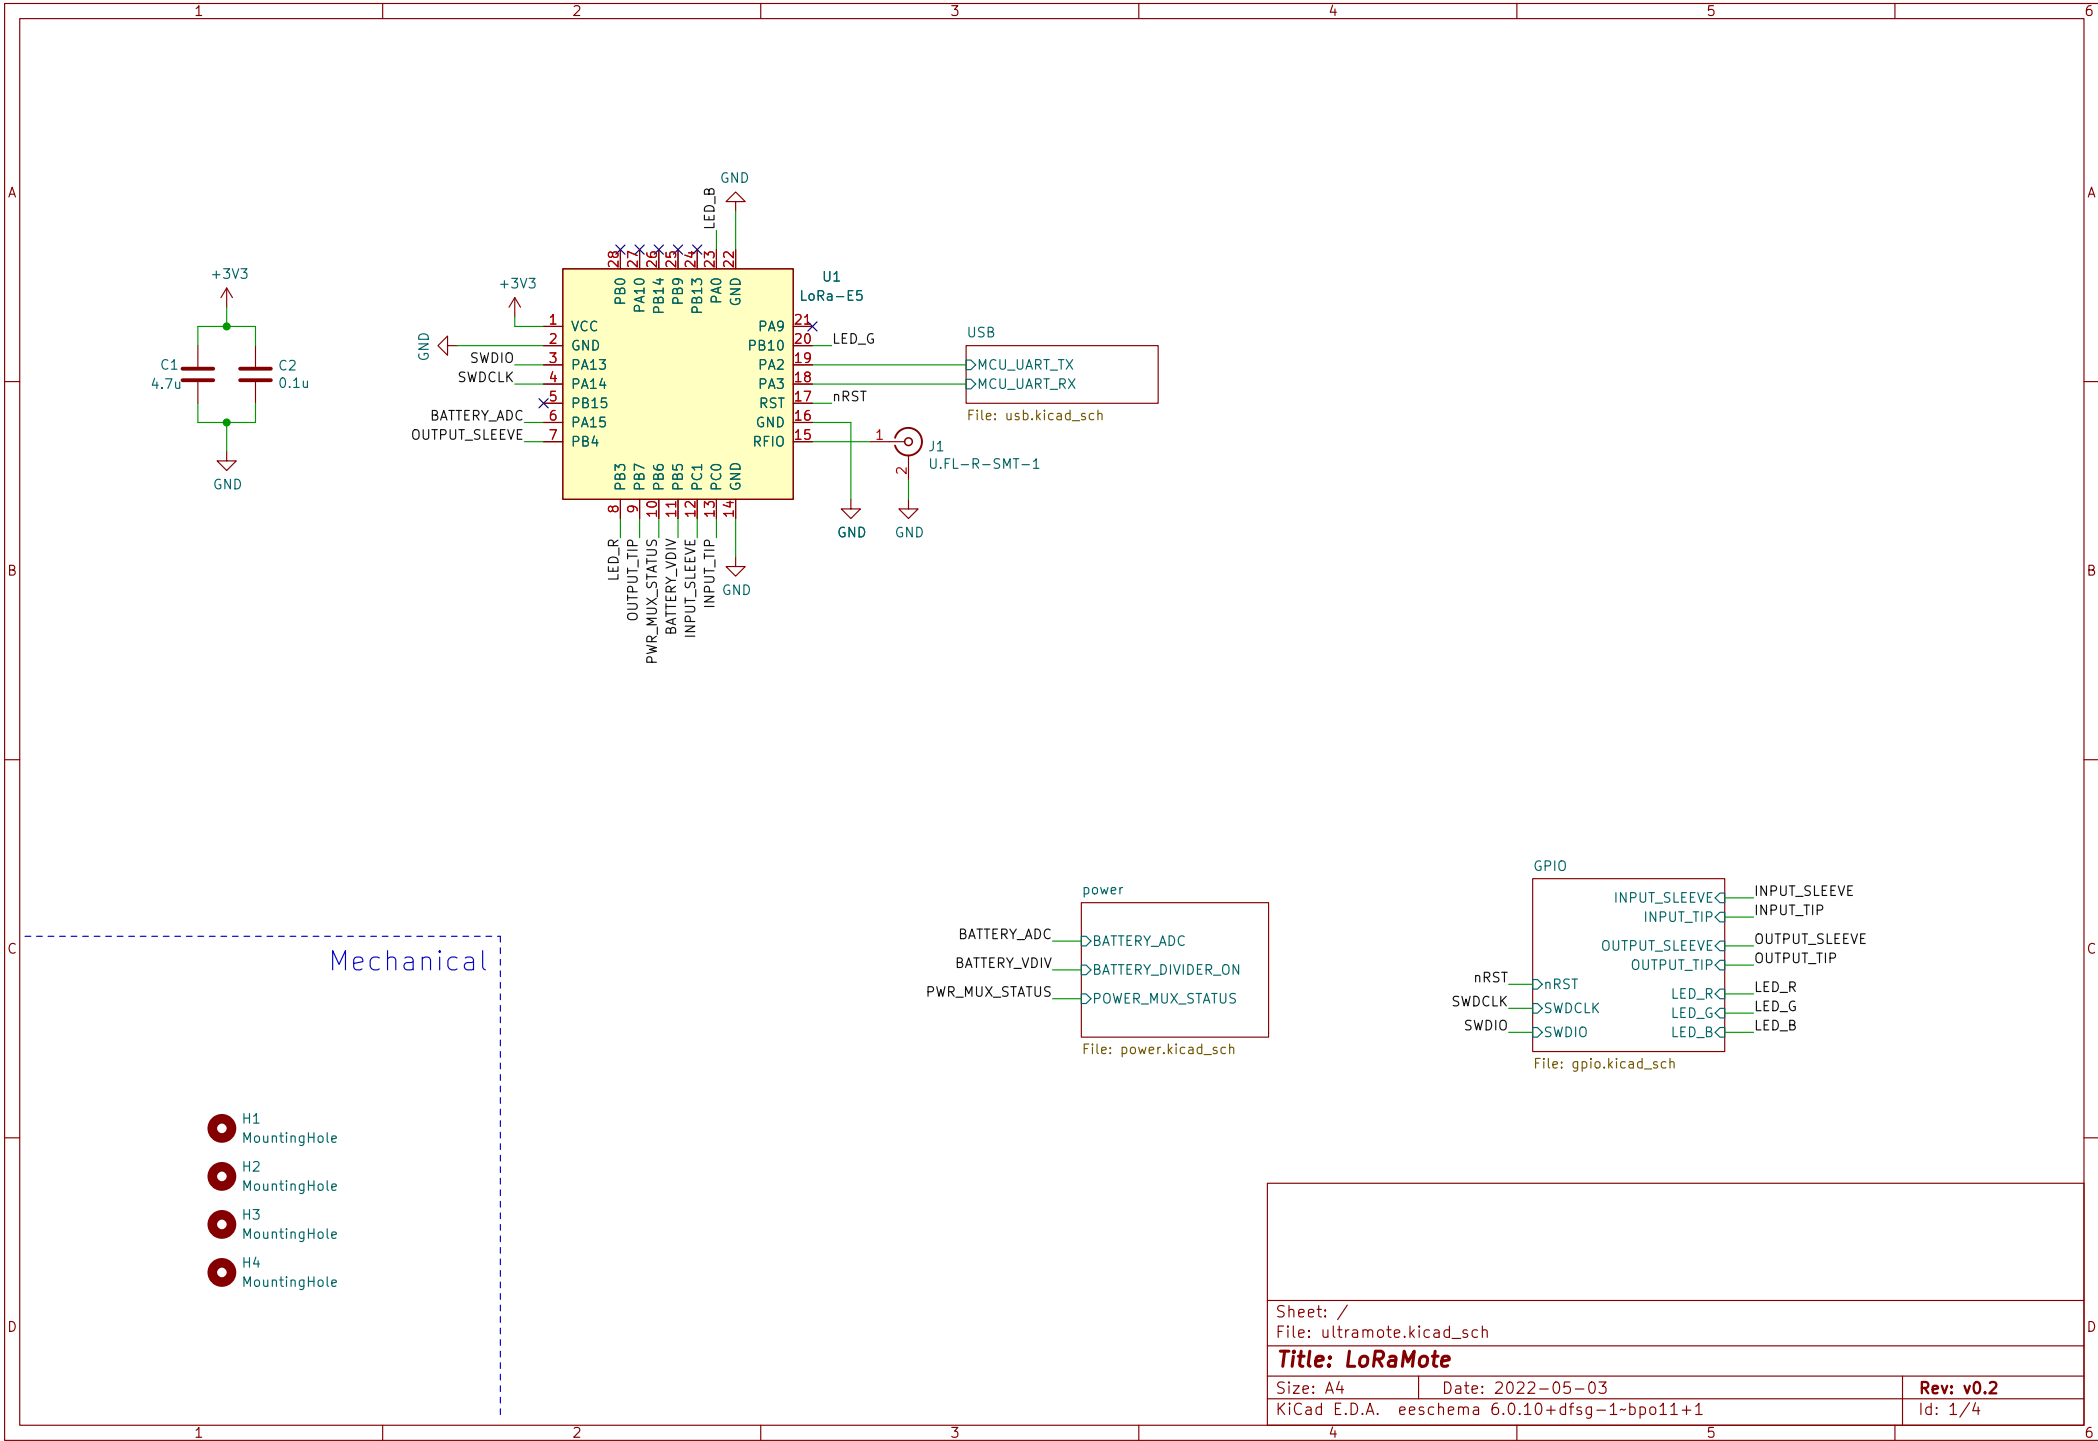 1 2 3 4 5 6
A A
B B
C C
D D
GND
LED_B
28 27 26 25 24 23 22
PB0 PA10 PB14 PB9 PB13 PA0 GND
U1
LoRa-E5
+3V3
+3V3
1 VCC
GND 2 GND
SWDIO 3 PA13
SWDCLK 4 PA14
5 PB15
BATTERY_ADC 6 PA15
OUTPUT_SLEEVE 7 PB4
PA9 21
PB10 20 LED_G
PA2 19
PA3 18
RST 17 nRST
GND 16
RFIO 15
PB3 PB7 PB6 PB5 PC1 PC0 GND
8 9 10 11 12 13 14
LED_R
OUTPUT_TIP
PWR_MUX_STATUS
BATTERY_VDIV
INPUT_SLEEVE
INPUT_TIP
GND
USB
MCU_UART_TX
MCU_UART_RX
File: usb.kicad_sch
1
2
J1
U.FL-R-SMT-1
GND
GND
C1
4.7u
C2
0.1u
GND
power
BATTERY_ADC BATTERY_ADC
BATTERY_VDIV BATTERY_DIVIDER_ON
PWR_MUX_STATUS POWER_MUX_STATUS
File: power.kicad_sch
GPIO
INPUT_SLEEVE INPUT_SLEEVE
INPUT_TIP INPUT_TIP
OUTPUT_SLEEVE OUTPUT_SLEEVE
OUTPUT_TIP OUTPUT_TIP
nRST nRST
LED_R LED_R
SWDCLK SWDCLK
LED_G LED_G
SWDIO SWDIO
LED_B LED_B
File: gpio.kicad_sch
Mechanical
H1
MountingHole
H2
MountingHole
H3
MountingHole
H4
MountingHole
Sheet: /
File: ultramote.kicad_sch
Title: LoRaMote
Size: A4 Date: 2022-05-03 Rev: v0.2
KiCad E.D.A. eeschema 6.0.10+dfsg-1~bpo11+1 Id: 1/4
1 2 3 4 5 6